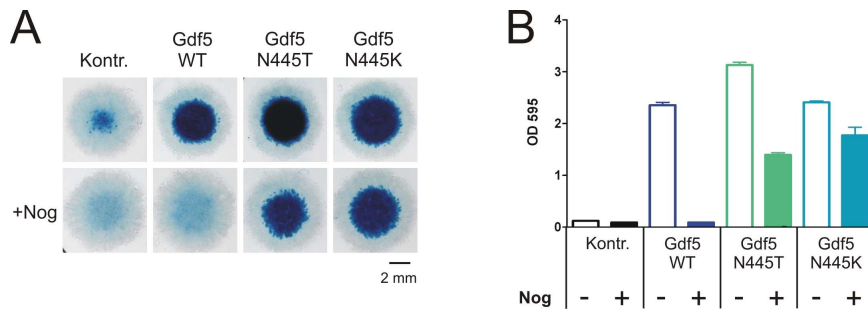 A
Kontr.
Gdf5
WT
Gdf5
N445T
Gdf5
N445K
+Nog
2 mm
B
OD 595
4
3
2
1
0
Kontr.
Gdf5
WT
Gdf5
N445T
Gdf5
N445K
Nog - + - + - + - +